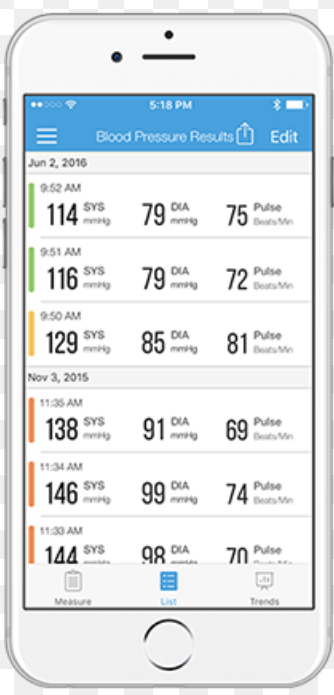 5:18 PM
Blood Pressure Results Edit
Jun 2, 2016
9:52 AM
114 SYS mmHg 79 DIA mmHg 75 Pulse Beats/Min
9:51 AM
116 SYS mmHg 79 DIA mmHg 72 Pulse Beats/Min
9:50 AM
129 SYS mmHg 85 DIA mmHg 81 Pulse Beats/Min
Nov 3, 2015
11:35 AM
138 SYS mmHg 91 DIA mmHg 69 Pulse Beats/Min
11:34 AM
146 SYS mmHg 99 DIA mmHg 74 Pulse Beats/Min
11:33 AM
144 SYS mmHg 98 DIA mmHg 70 Pulse Beats/Min
Measure List Trends